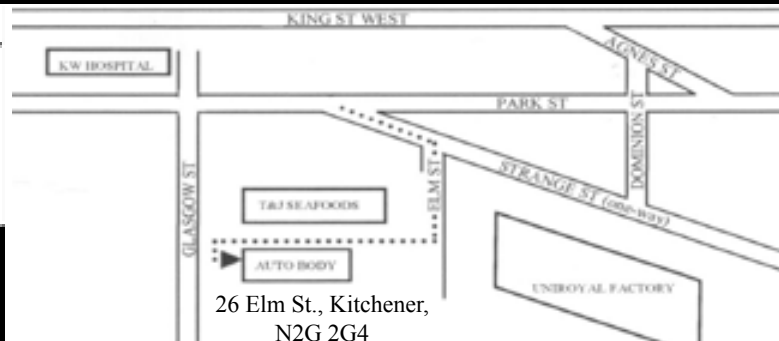 KING ST WEST
AGNES ST
KW HOSPITAL
PARK ST
DOMINION ST
GLASGOW ST
ELM ST
STRANGE ST (one-way)
T&J SEAFOODS
AUTO BODY
UNIROYAL FACTORY
26 Elm St., Kitchener,
N2G 2G4